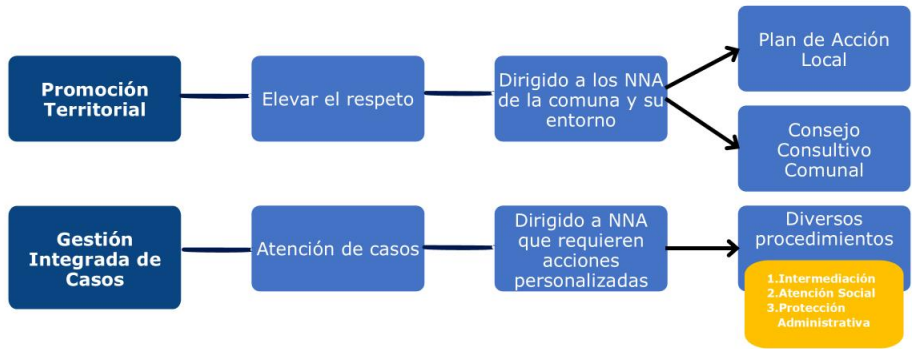 Promoción
Territorial
Elevar el respeto
Dirigido a los NNA
de la comuna y su
entorno
Plan de Acción
Local
Consejo
Consultivo
Comunal
Gestión
Integrada de
Casos
Atención de casos
Dirigido a NNA
que requieren
acciones
personalizadas
Diversos
procedimientos
1.Intermediación
2.Atención Social
3.Protección
Administrativa